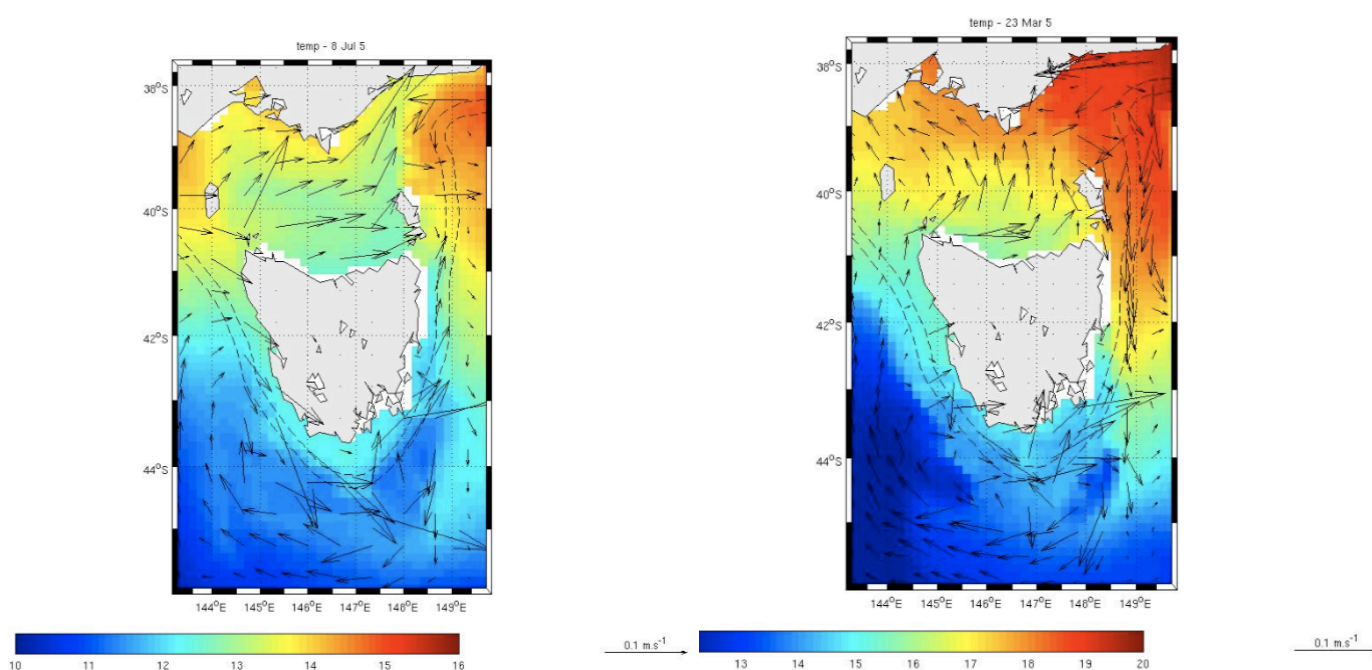 temp - 8 Jul 5
38°S
40°S
42°S
44°S
144°E 145°E 146°E 147°E 148°E 149°E
10 11 12 13 14 15 16
0.1 m.s⁻¹
temp - 23 Mar 5
38°S
40°S
42°S
44°S
144°E 145°E 146°E 147°E 148°E 149°E
13 14 15 16 17 18 19 20
0.1 m.s⁻¹